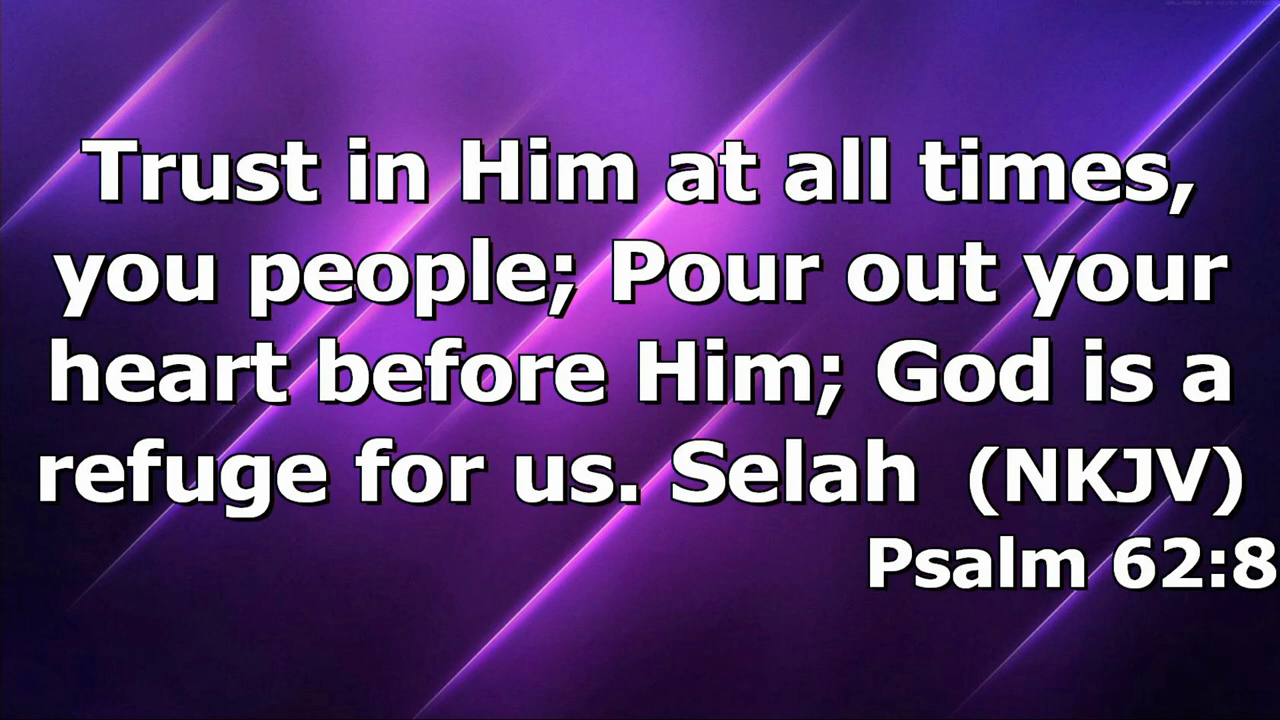 Trust in Him at all times,
you people; Pour out your
heart before Him; God is a
refuge for us. Selah (NKJV)
Psalm 62:8